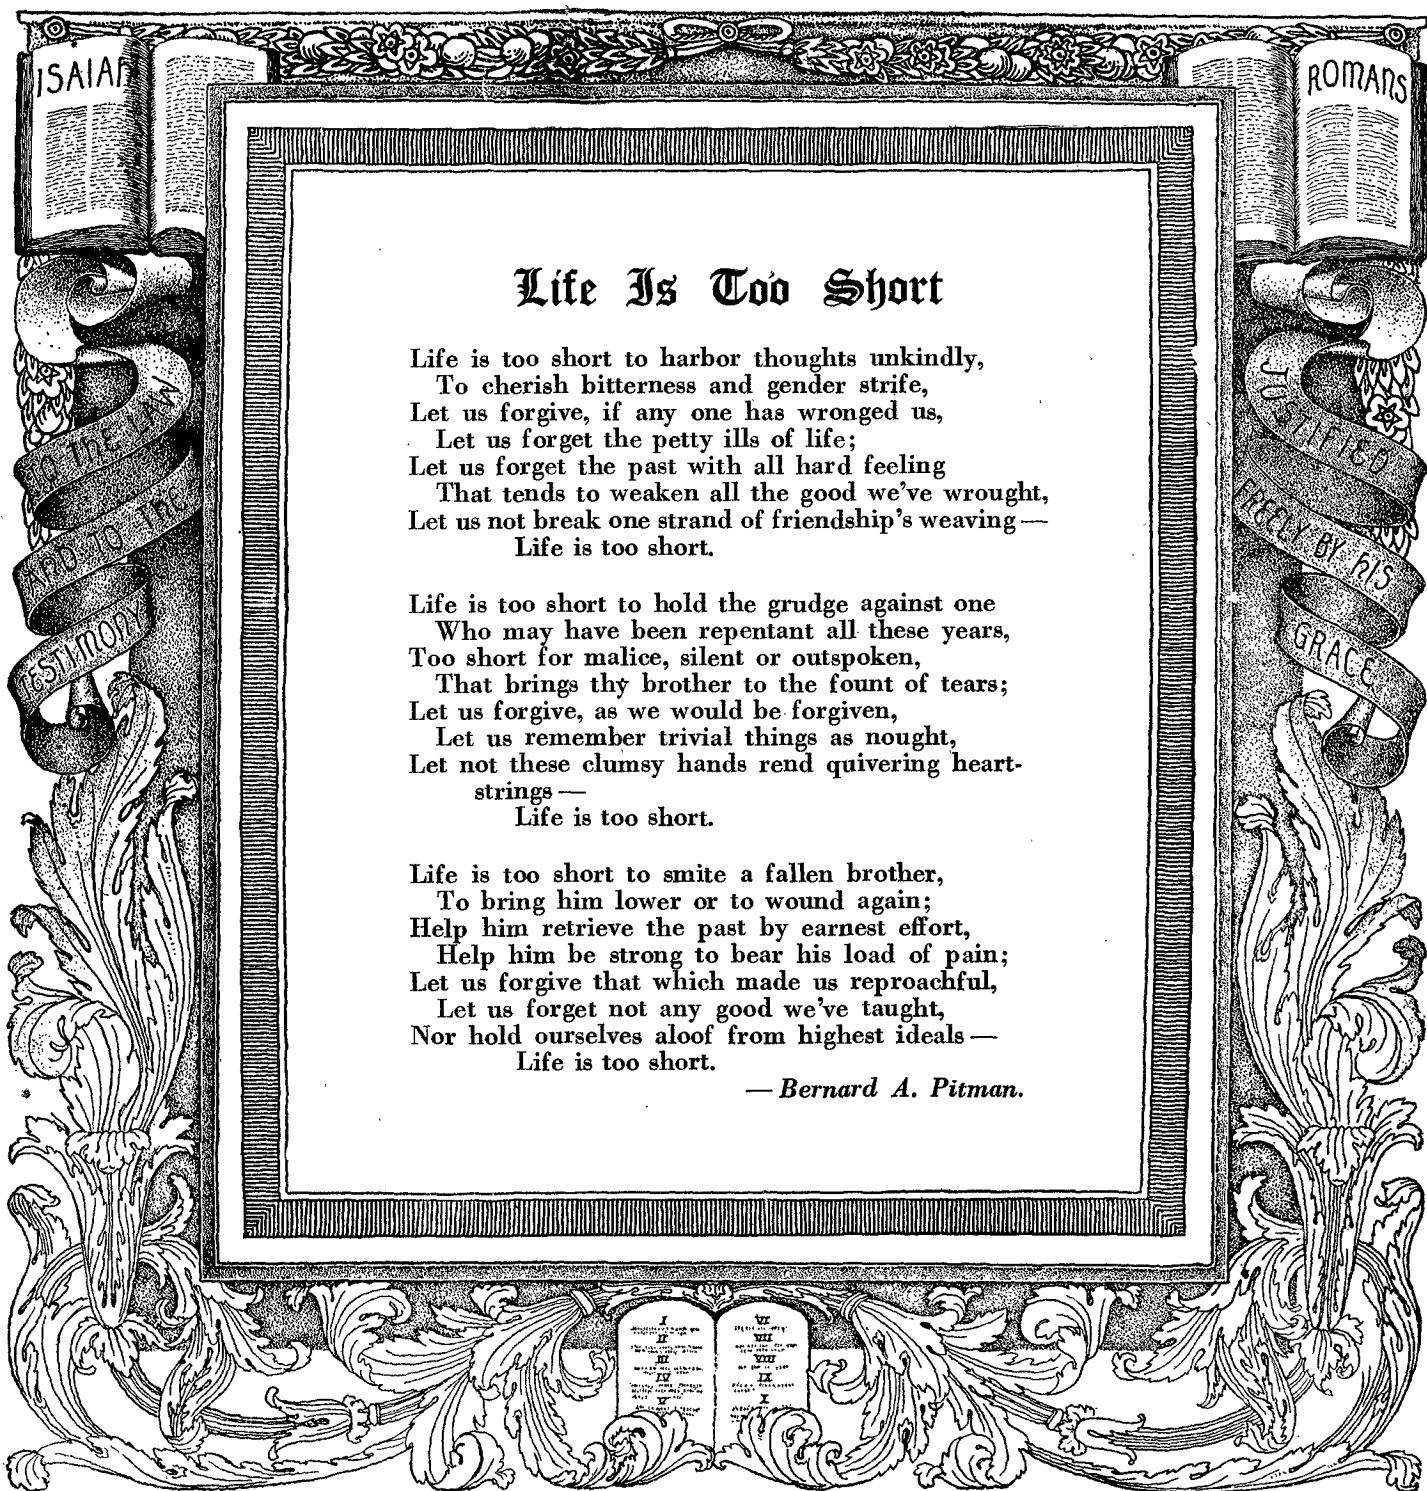 ISAIAH
ROMANS
TO THE LAW
AND TO THE
TESTIMONY
JUSTIFIED
FREELY BY HIS
GRACE
Life Is Too Short
Life is too short to harbor thoughts unkindly,
To cherish bitterness and gender strife,
Let us forgive, if any one has wronged us,
Let us forget the petty ills of life;
Let us forget the past with all hard feeling
That tends to weaken all the good we've wrought,
Let us not break one strand of friendship's weaving —
Life is too short.
Life is too short to hold the grudge against one
Who may have been repentant all these years,
Too short for malice, silent or outspoken,
That brings thy brother to the fount of tears;
Let us forgive, as we would be forgiven,
Let us remember trivial things as nought,
Let not these clumsy hands rend quivering heart-
strings —
Life is too short.
Life is too short to smite a fallen brother,
To bring him lower or to wound again;
Help him retrieve the past by earnest effort,
Help him be strong to bear his load of pain;
Let us forgive that which made us reproachful,
Let us forget not any good we've taught,
Nor hold ourselves aloof from highest ideals —
Life is too short.
— Bernard A. Pitman.
I
II
III
IV
V
VI
VII
VIII
IX
X